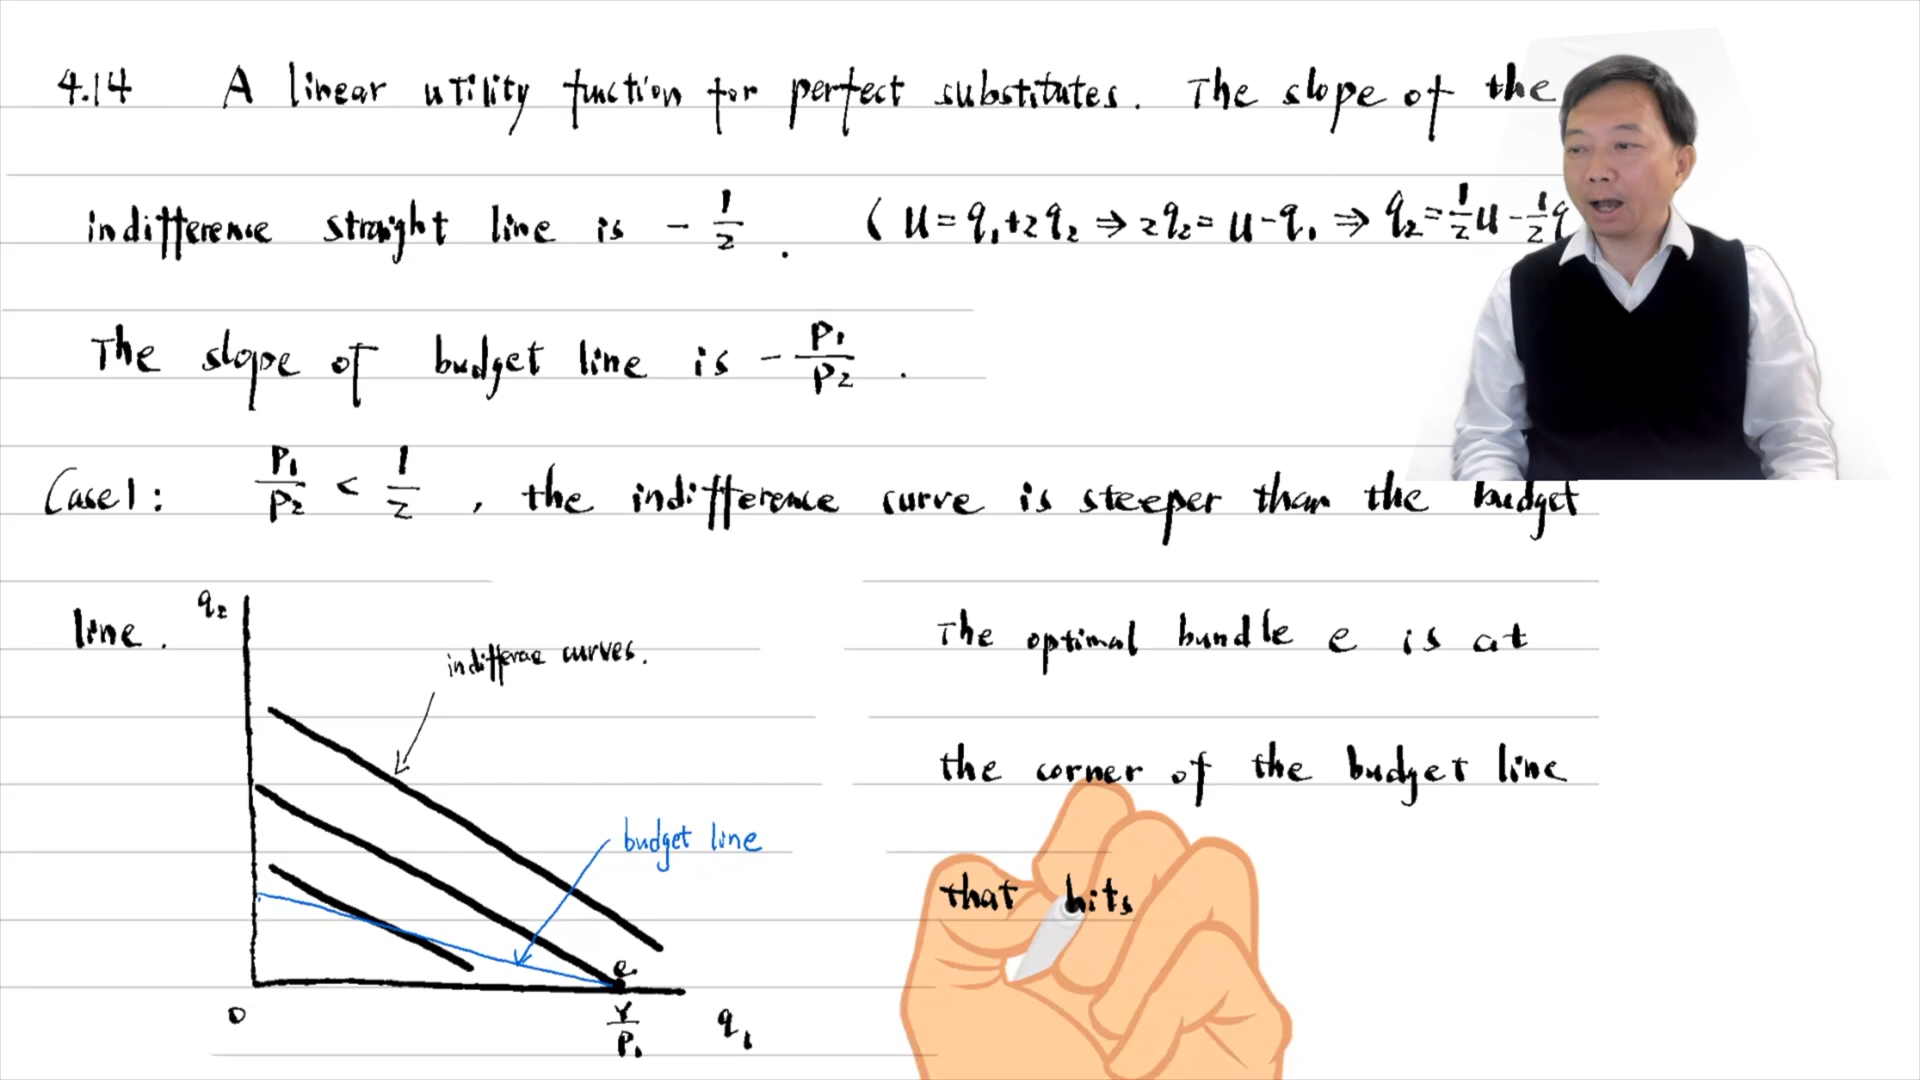 4.14 A linear utility function for perfect substitutes. The slope of the
indifference straight line is - 1/2 . ( U = q₁+2q₂ ⇒ 2q₂ = U-q₁ ⇒ q₂ = 1/2 U - 1/2 q
The slope of budget line is - P₁/P₂ .
Case 1: P₁/P₂ < 1/2 , the indifference curve is steeper than the budget
line.
q₂
indifferae curves.
budget line
e
0
Y/P₁
q₁
The optimal bundle e is at
the corner of the budget line
that hits